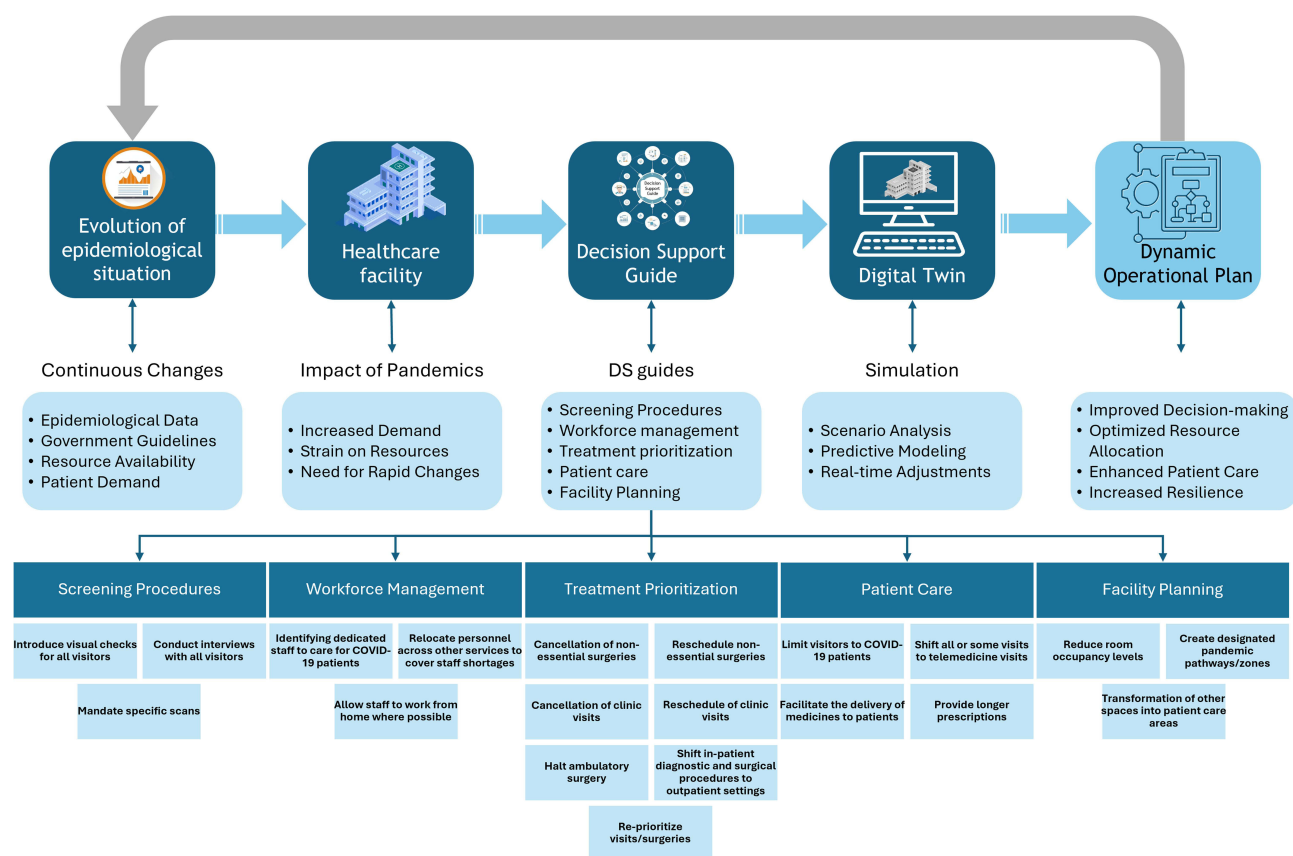 Evolution of
epidemiological
situation
Healthcare
facility
Decision
Support
Guide
Decision Support
Guide
Digital Twin
Dynamic
Operational Plan
Continuous Changes
• Epidemiological Data
• Government Guidelines
• Resource Availability
• Patient Demand
Impact of Pandemics
• Increased Demand
• Strain on Resources
• Need for Rapid Changes
DS guides
• Screening Procedures
• Workforce management
• Treatment prioritization
• Patient care
• Facility Planning
Simulation
• Scenario Analysis
• Predictive Modeling
• Real-time Adjustments
• Improved Decision-making
• Optimized Resource
Allocation
• Enhanced Patient Care
• Increased Resilience
Screening Procedures
Introduce visual checks
for all visitors
Conduct interviews
with all visitors
Mandate specific scans
Workforce Management
Identifying dedicated
staff to care for COVID-
19 patients
Relocate personnel
across other services to
cover staff shortages
Allow staff to work from
home where possible
Treatment Prioritization
Cancellation of non-
essential surgeries
Reschedule non-
essential surgeries
Cancellation of clinic
visits
Reschedule of clinic
visits
Halt ambulatory
surgery
Shift in-patient
diagnostic and surgical
procedures to
outpatient settings
Re-prioritize
visits/surgeries
Patient Care
Limit visitors to COVID-
19 patients
Shift all or some visits
to telemedicine visits
Facilitate the delivery of
medicines to patients
Provide longer
prescriptions
Facility Planning
Reduce room
occupancy levels
Create designated
pandemic
pathways/zones
Transformation of other
spaces into patient care
areas